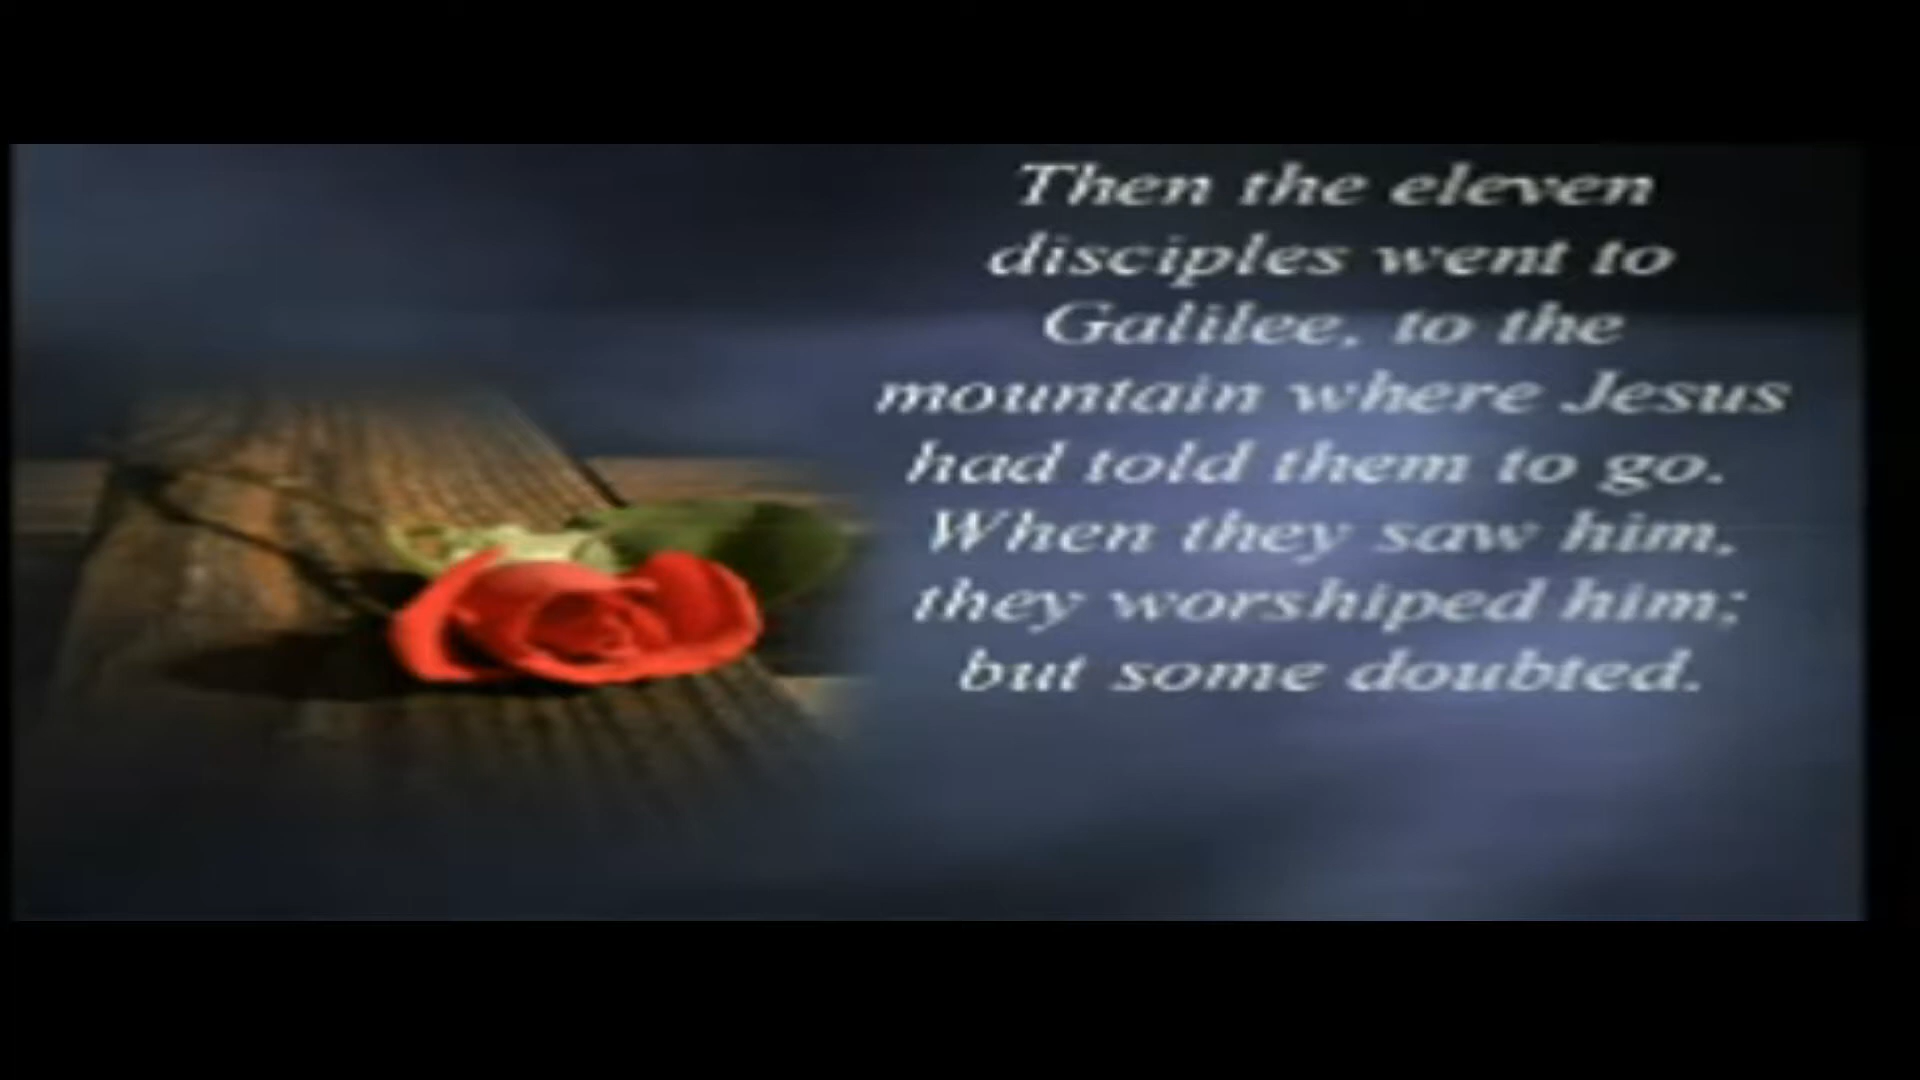 Then the eleven
disciples went to
Galilee, to the
mountain where Jesus
had told them to go.
When they saw him,
they worshiped him;
but some doubted.